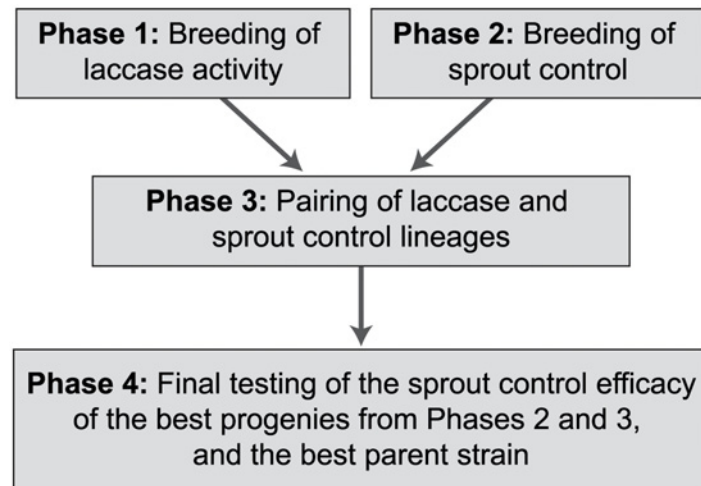 Phase 1: Breeding of
laccase activity
Phase 2: Breeding of
sprout control
Phase 3: Pairing of laccase and
sprout control lineages
Phase 4: Final testing of the sprout control efficacy
of the best progenies from Phases 2 and 3,
and the best parent strain